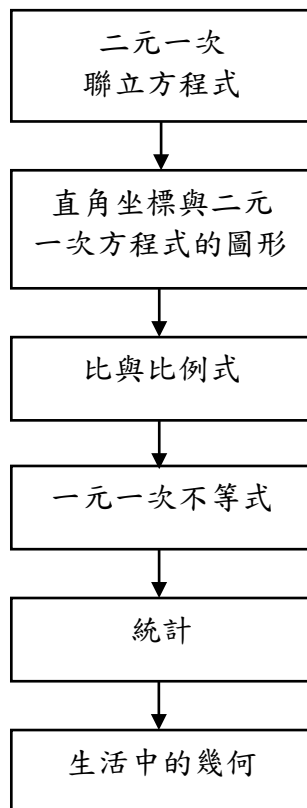 二元一次
聯立方程式
直角坐標與二元
一次方程式的圖形
比與比例式
一元一次不等式
統計
生活中的幾何